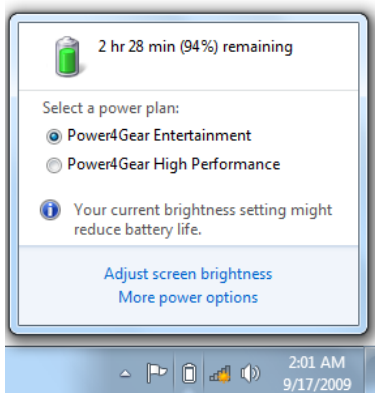 2 hr 28 min (94%) remaining
Select a power plan:
Power4Gear Entertainment
Power4Gear High Performance
Your current brightness setting might
reduce battery life.
Adjust screen brightness
More power options
2:01 AM
9/17/2009